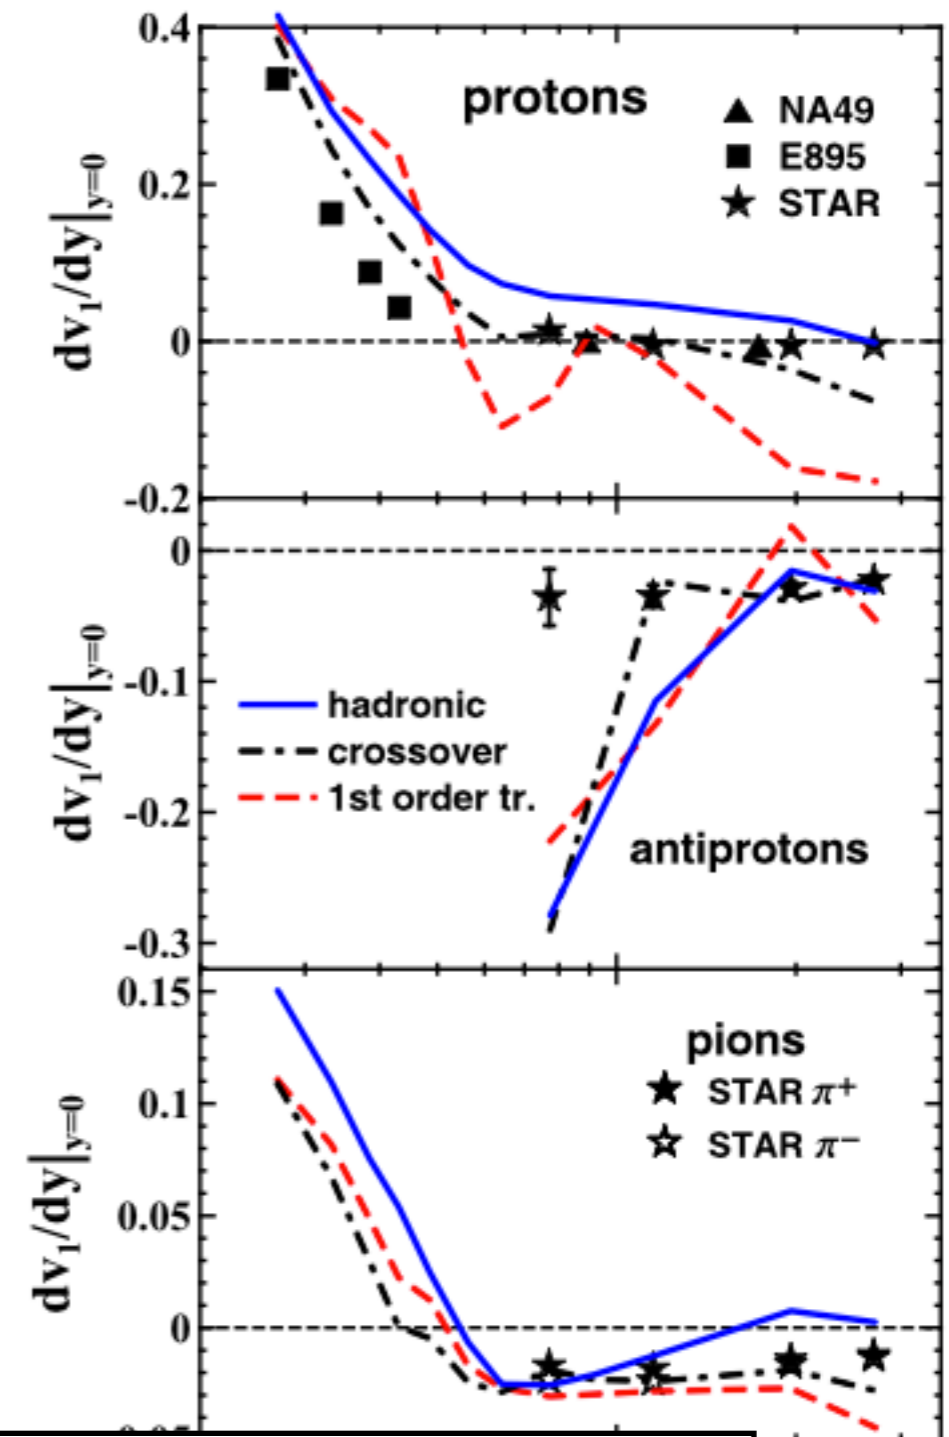 0.4
protons
NA49
E895
STAR
0.2
0
-0.2
dv₁/dy|y=0
0
-0.1
-0.2
-0.3
dv₁/dy|y=0
hadronic
crossover
1st order tr.
antiprotons
0.15
pions
STAR π⁺
STAR π⁻
0.1
0.05
0
dv₁/dy|y=0